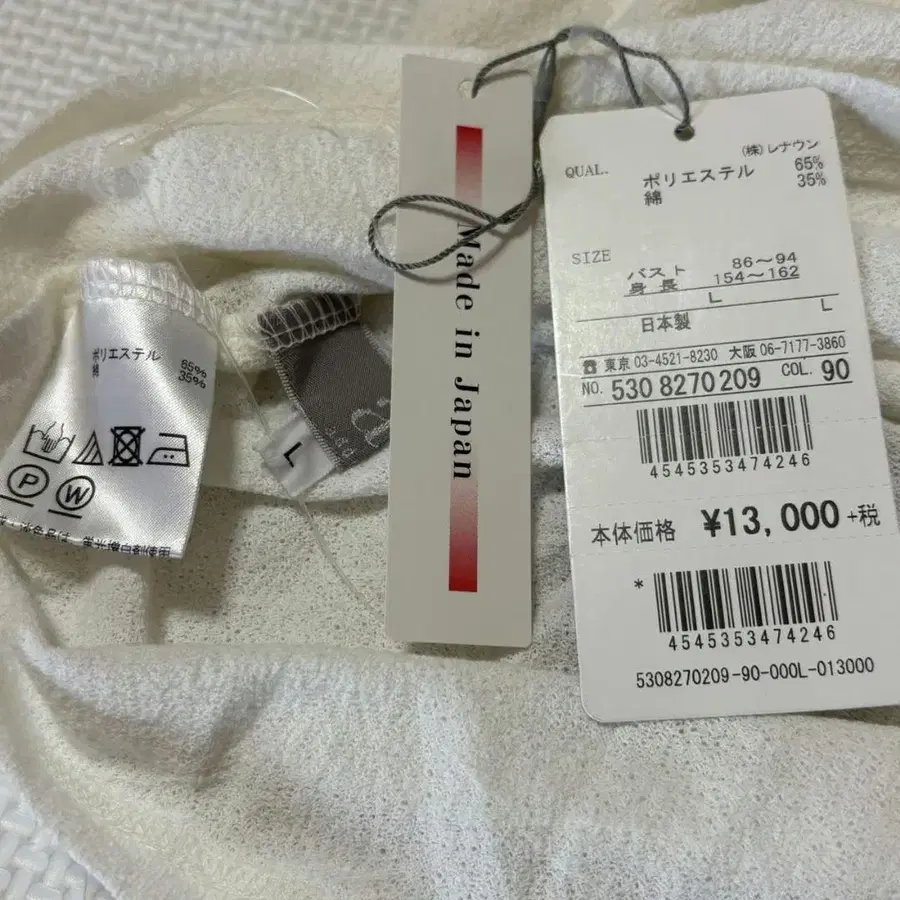 ポリエステル 65%
綿 35%
P W
L
Made in Japan
(株)レナウン
QUAL. ポリエステル 65%
綿 35%
SIZE
バスト 86～94
身長 154～162
L L
日本製
☎ 東京 03-4521-8230 大阪 06-7177-3860
NO. 530 8270209 COL. 90
4545353474246
本体価格 ¥13,000+税
*
4545353474246
5308270209-90-000L-013000